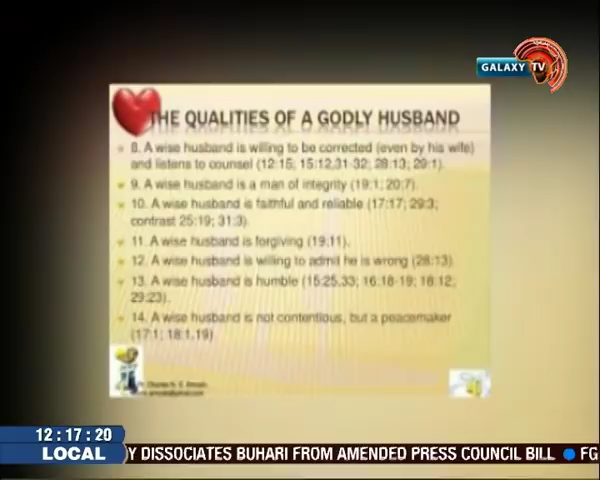 GALAXY TV
THE QUALITIES OF A GODLY HUSBAND
8. A wise husband is willing to be corrected (even by his wife)
and listens to counsel (12:15; 15:12,31-32; 28:13; 29:1).
9. A wise husband is a man of integrity (19:1; 20:7).
10. A wise husband is faithful and reliable (17:17; 29:3;
contrast 25:19; 31:3).
11. A wise husband is forgiving (19:11).
12. A wise husband is willing to admit he is wrong (28:13).
13. A wise husband is humble (15:25,33; 16:18-19; 18:12;
29:23).
14. A wise husband is not contentious, but a peacemaker
(17:1; 18:1,19)
12:17:20
LOCAL
Y DISSOCIATES BUHARI FROM AMENDED PRESS COUNCIL BILL ● FG